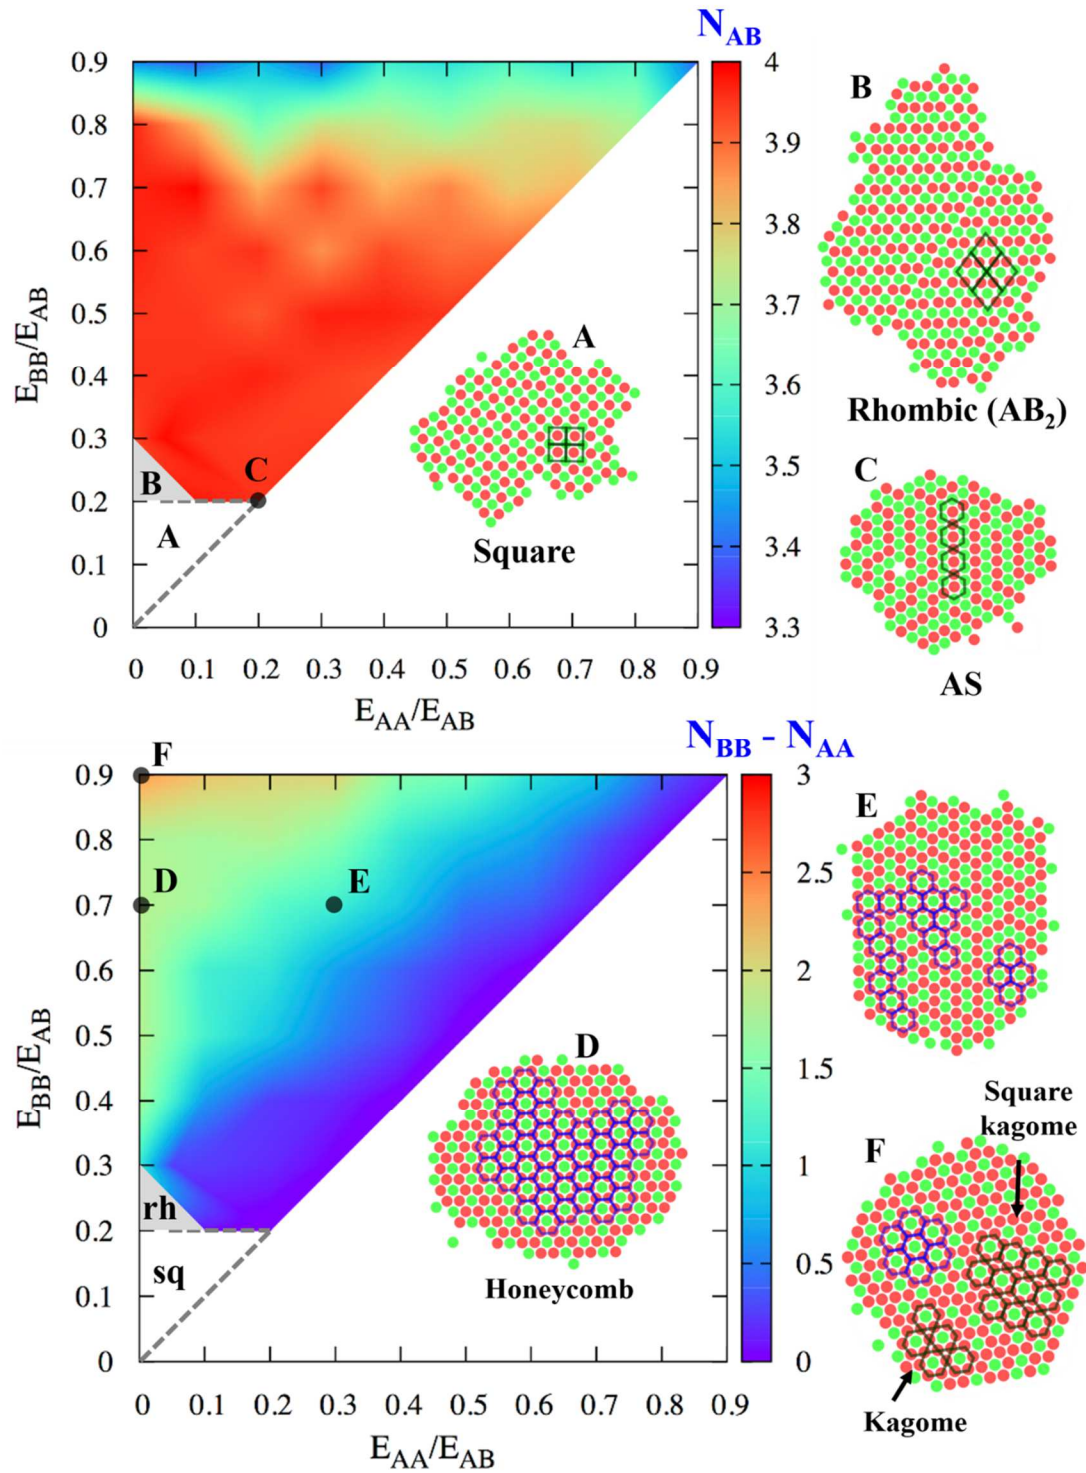 N_AB
0.9
0.8
0.7
0.6
0.5
0.4
0.3
0.2
0.1
0
E_BB/E_AB
0 0.1 0.2 0.3 0.4 0.5 0.6 0.7 0.8 0.9
E_AA/E_AB
4
3.9
3.8
3.7
3.6
3.5
3.4
3.3
B
A
C
A
Square
B
Rhombic (AB₂)
C
AS
N_BB - N_AA
F
0.9
0.8
0.7
0.6
0.5
0.4
0.3
0.2
0.1
0
E_BB/E_AB
0 0.1 0.2 0.3 0.4 0.5 0.6 0.7 0.8 0.9
E_AA/E_AB
3
2.5
2
1.5
1
0.5
0
D
E
rh
sq
D
Honeycomb
E
Square
kagome
F
Kagome